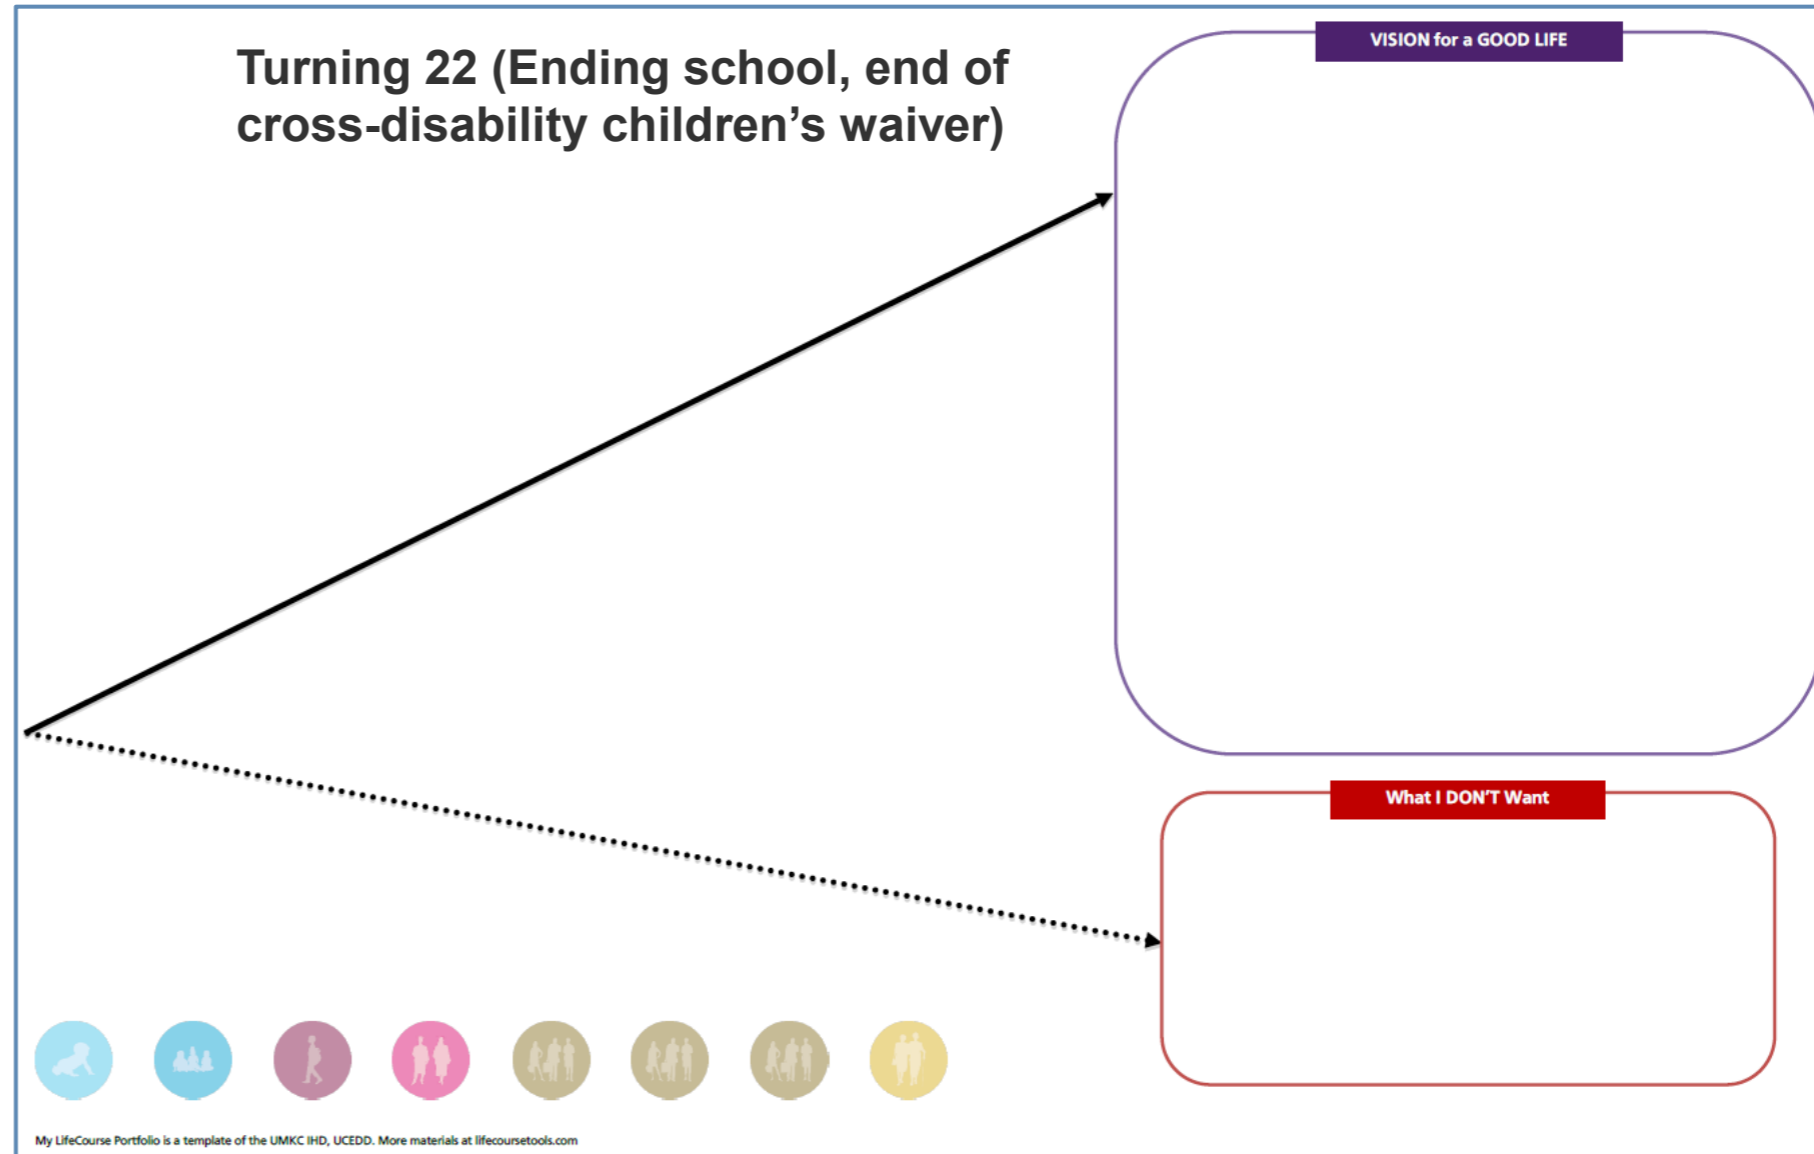 Turning 22 (Ending school, end of
cross-disability children’s waiver)
VISION for a GOOD LIFE
What I DON’T Want
My LifeCourse Portfolio is a template of the UMKC IHD, UCEDD. More materials at lifecoursetools.com